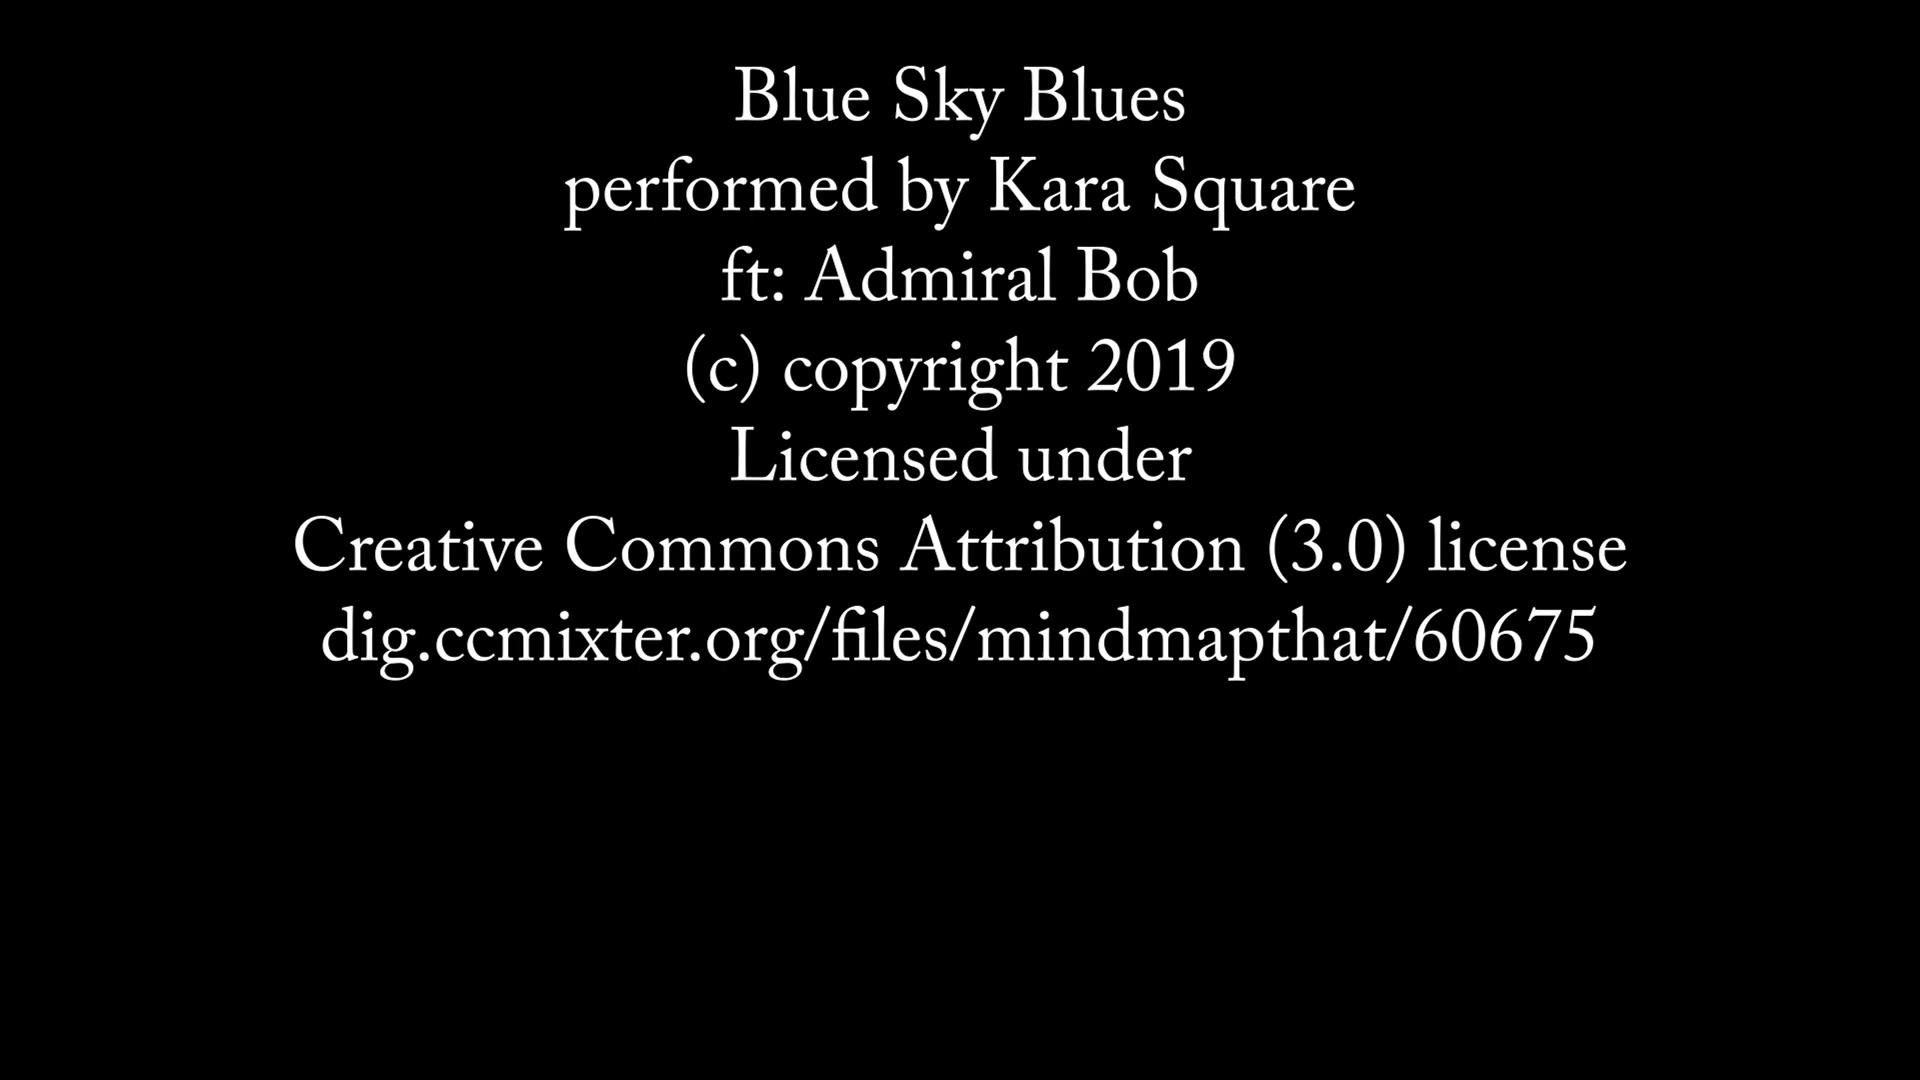 Blue Sky Blues
performed by Kara Square
ft: Admiral Bob
(c) copyright 2019
Licensed under
Creative Commons Attribution (3.0) license
dig.ccmixter.org/files/mindmapthat/60675